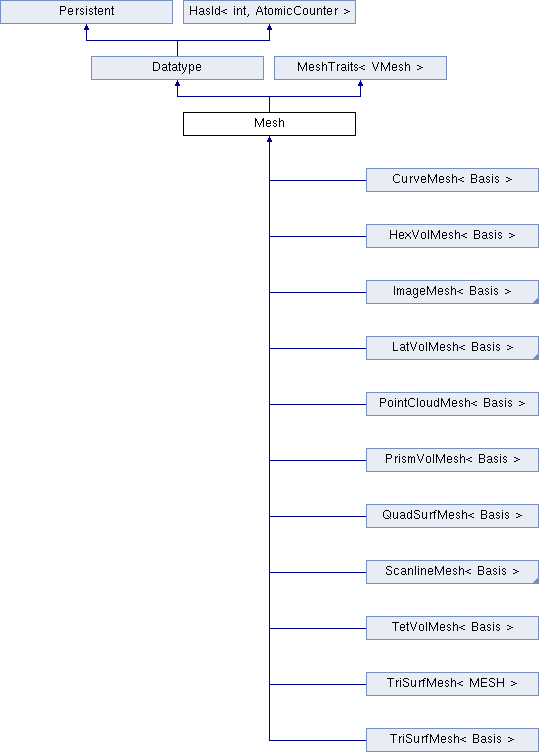 Persistent HasId< int, AtomicCounter >
Datatype MeshTraits< VMesh >
Mesh
CurveMesh< Basis >
HexVolMesh< Basis >
ImageMesh< Basis >
LatVolMesh< Basis >
PointCloudMesh< Basis >
PrismVolMesh< Basis >
QuadSurfMesh< Basis >
ScanlineMesh< Basis >
TetVolMesh< Basis >
TriSurfMesh< MESH >
TriSurfMesh< Basis >